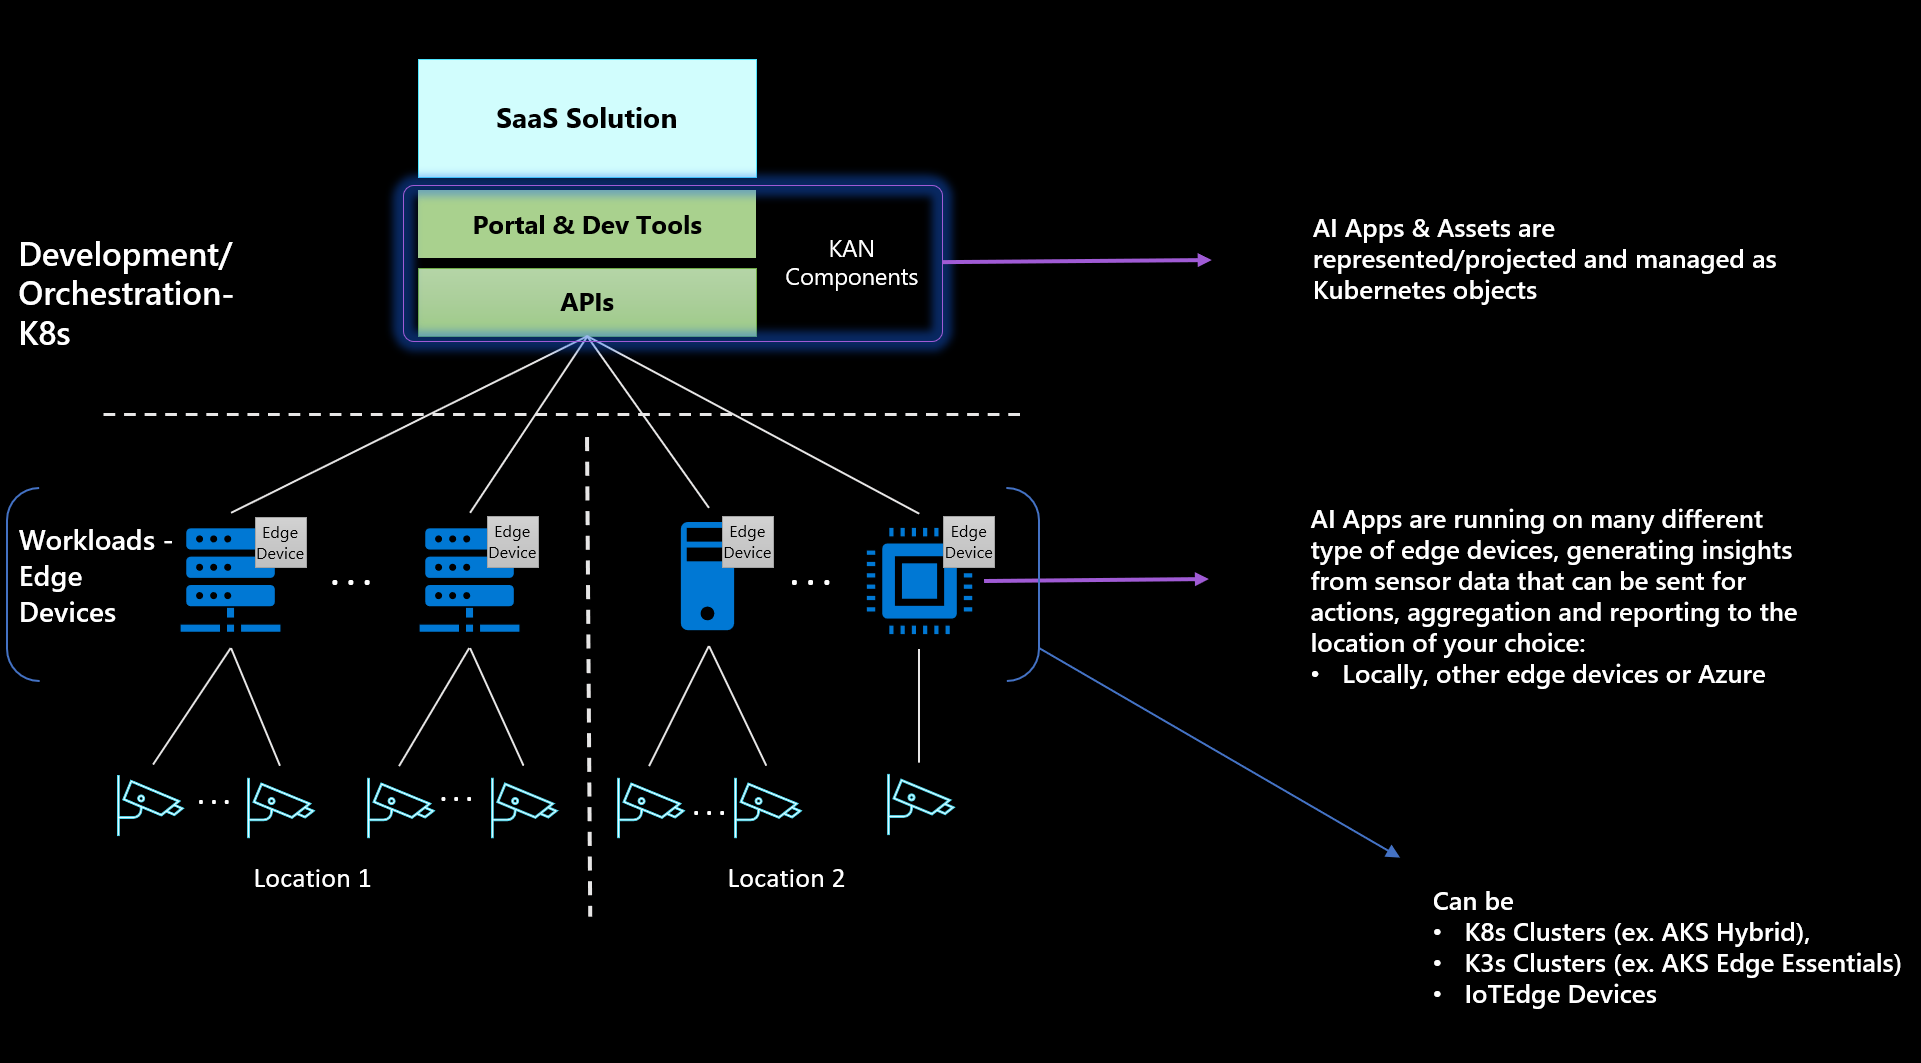 SaaS Solution
Portal & Dev Tools
KAN
Components
APIs
Development/
Orchestration-
K8s
AI Apps & Assets are
represented/projected and managed as
Kubernetes objects
Workloads -
Edge
Devices
Edge
Device
...
Edge
Device
Edge
Device
...
Edge
Device
AI Apps are running on many different
type of edge devices, generating insights
from sensor data that can be sent for
actions, aggregation and reporting to the
location of your choice:
• Locally, other edge devices or Azure
...
...
...
Location 1
Location 2
Can be
• K8s Clusters (ex. AKS Hybrid),
• K3s Clusters (ex. AKS Edge Essentials)
• IoTEdge Devices